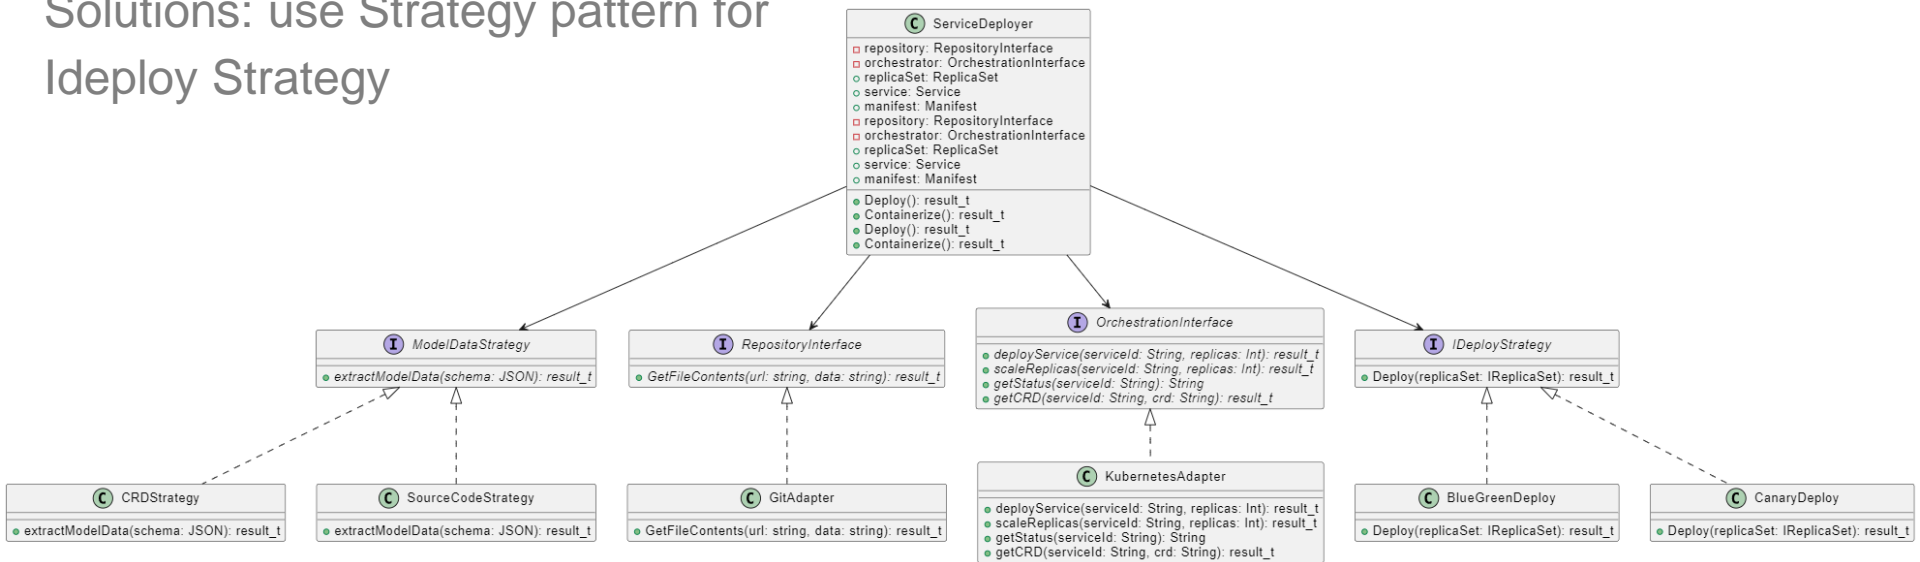 Solutions: use Strategy pattern for
Ideploy Strategy
C ServiceDeployer
repository: RepositoryInterface
orchestrator: OrchestrationInterface
replicaSet: ReplicaSet
service: Service
manifest: Manifest
repository: RepositoryInterface
orchestrator: OrchestrationInterface
replicaSet: ReplicaSet
service: Service
manifest: Manifest
Deploy(): result_t
Containerize(): result_t
Deploy(): result_t
Containerize(): result_t
I ModelDataStrategy
extractModelData(schema: JSON): result_t
I RepositoryInterface
GetFileContents(url: string, data: string): result_t
I OrchestrationInterface
deployService(serviceId: String, replicas: Int): result_t
scaleReplicas(serviceId: String, replicas: Int): result_t
getStatus(serviceId: String): String
getCRD(serviceId: String, crd: String): result_t
I IDeployStrategy
Deploy(replicaSet: IReplicaSet): result_t
C CRDStrategy
extractModelData(schema: JSON): result_t
C SourceCodeStrategy
extractModelData(schema: JSON): result_t
C GitAdapter
GetFileContents(url: string, data: string): result_t
C KubernetesAdapter
deployService(serviceId: String, replicas: Int): result_t
scaleReplicas(serviceId: String, replicas: Int): result_t
getStatus(serviceId: String): String
getCRD(serviceId: String, crd: String): result_t
C BlueGreenDeploy
Deploy(replicaSet: IReplicaSet): result_t
C CanaryDeploy
Deploy(replicaSet: IReplicaSet): result_t